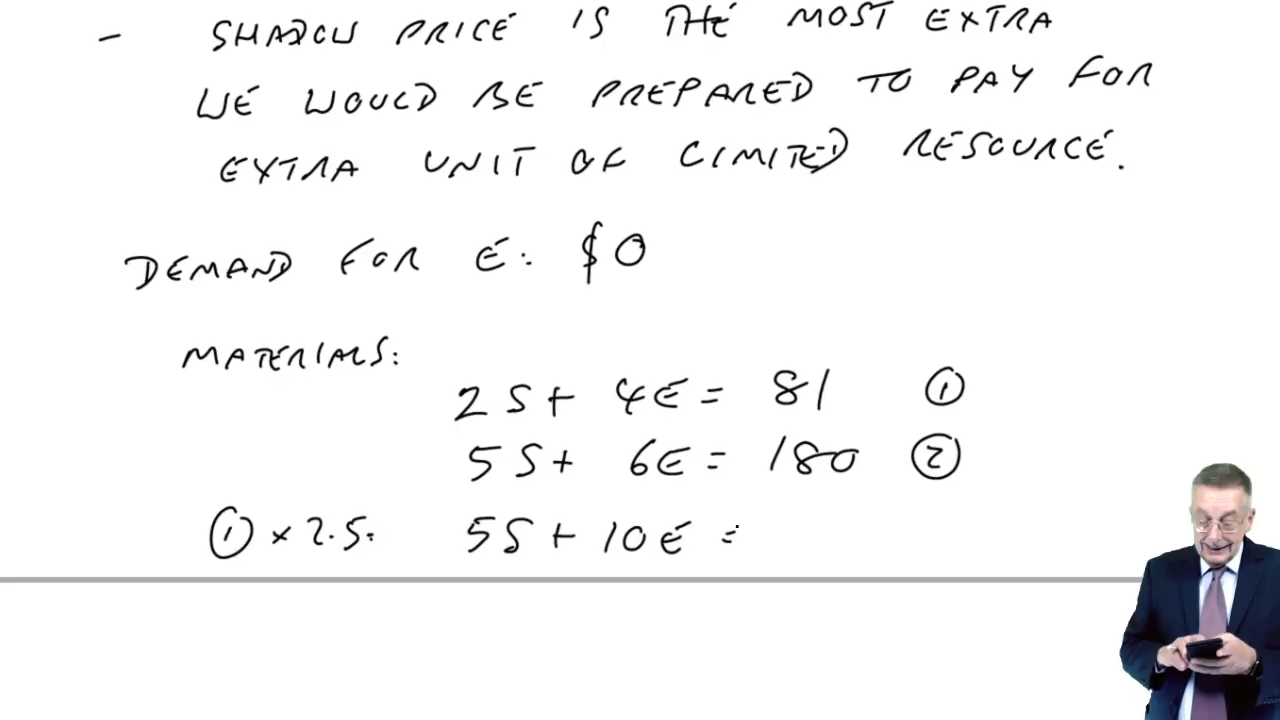 - SHADOW PRICE IS THE MOST EXTRA
WE WOULD BE PREPARED TO PAY FOR
EXTRA UNIT OF LIMITED RESOURCE.
DEMAND FOR E: $0
MATERIALS:
2S + 4E = 81 ①
5S + 6E = 180 ②
① × 2.5: 5S + 10E =